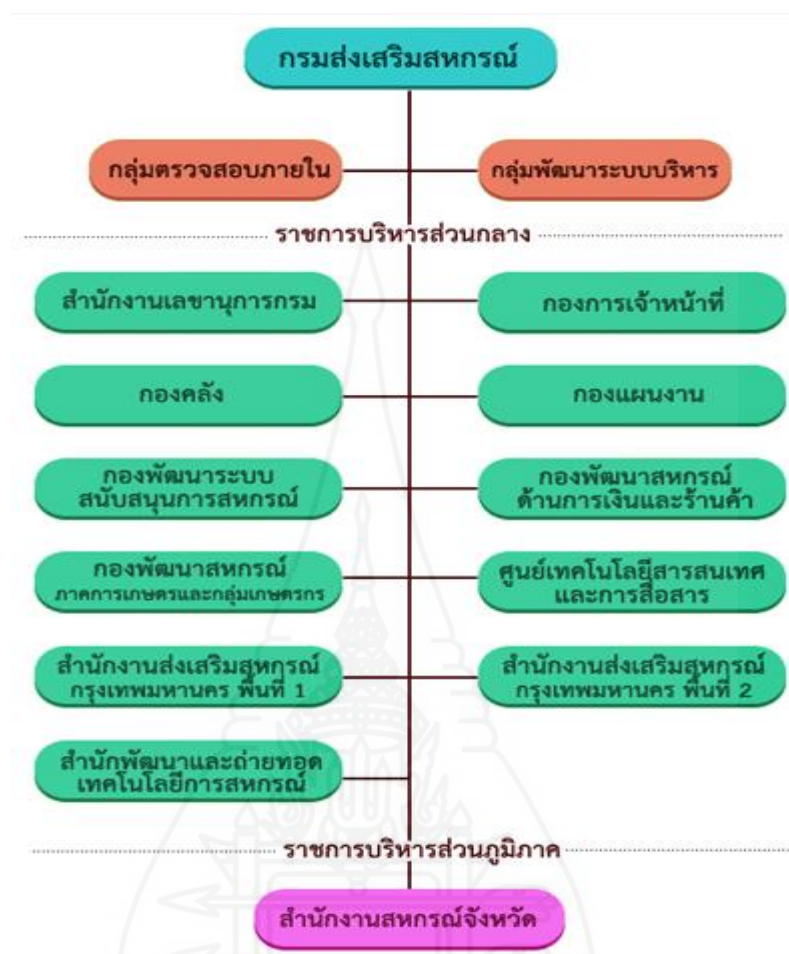 กรมส่งเสริมสหกรณ์
กลุ่มตรวจสอบภายใน
กลุ่มพัฒนาระบบบริหาร
ราชการบริหารส่วนกลาง
สำนักงานเลขานุการกรม
กองการเจ้าหน้าที่
กองคลัง
กองแผนงาน
กองพัฒนาระบบ
สนับสนุนการสหกรณ์
กองพัฒนาสหกรณ์
ด้านการเงินและร้านค้า
กองพัฒนาสหกรณ์
ภาคการเกษตรและกลุ่มเกษตรกร
ศูนย์เทคโนโลยีสารสนเทศ
และการสื่อสาร
สำนักงานส่งเสริมสหกรณ์
กรุงเทพมหานคร พื้นที่ 1
สำนักงานส่งเสริมสหกรณ์
กรุงเทพมหานคร พื้นที่ 2
สำนักพัฒนาและถ่ายทอด
เทคโนโลยีการสหกรณ์
ราชการบริหารส่วนภูมิภาค
สำนักงานสหกรณ์จังหวัด